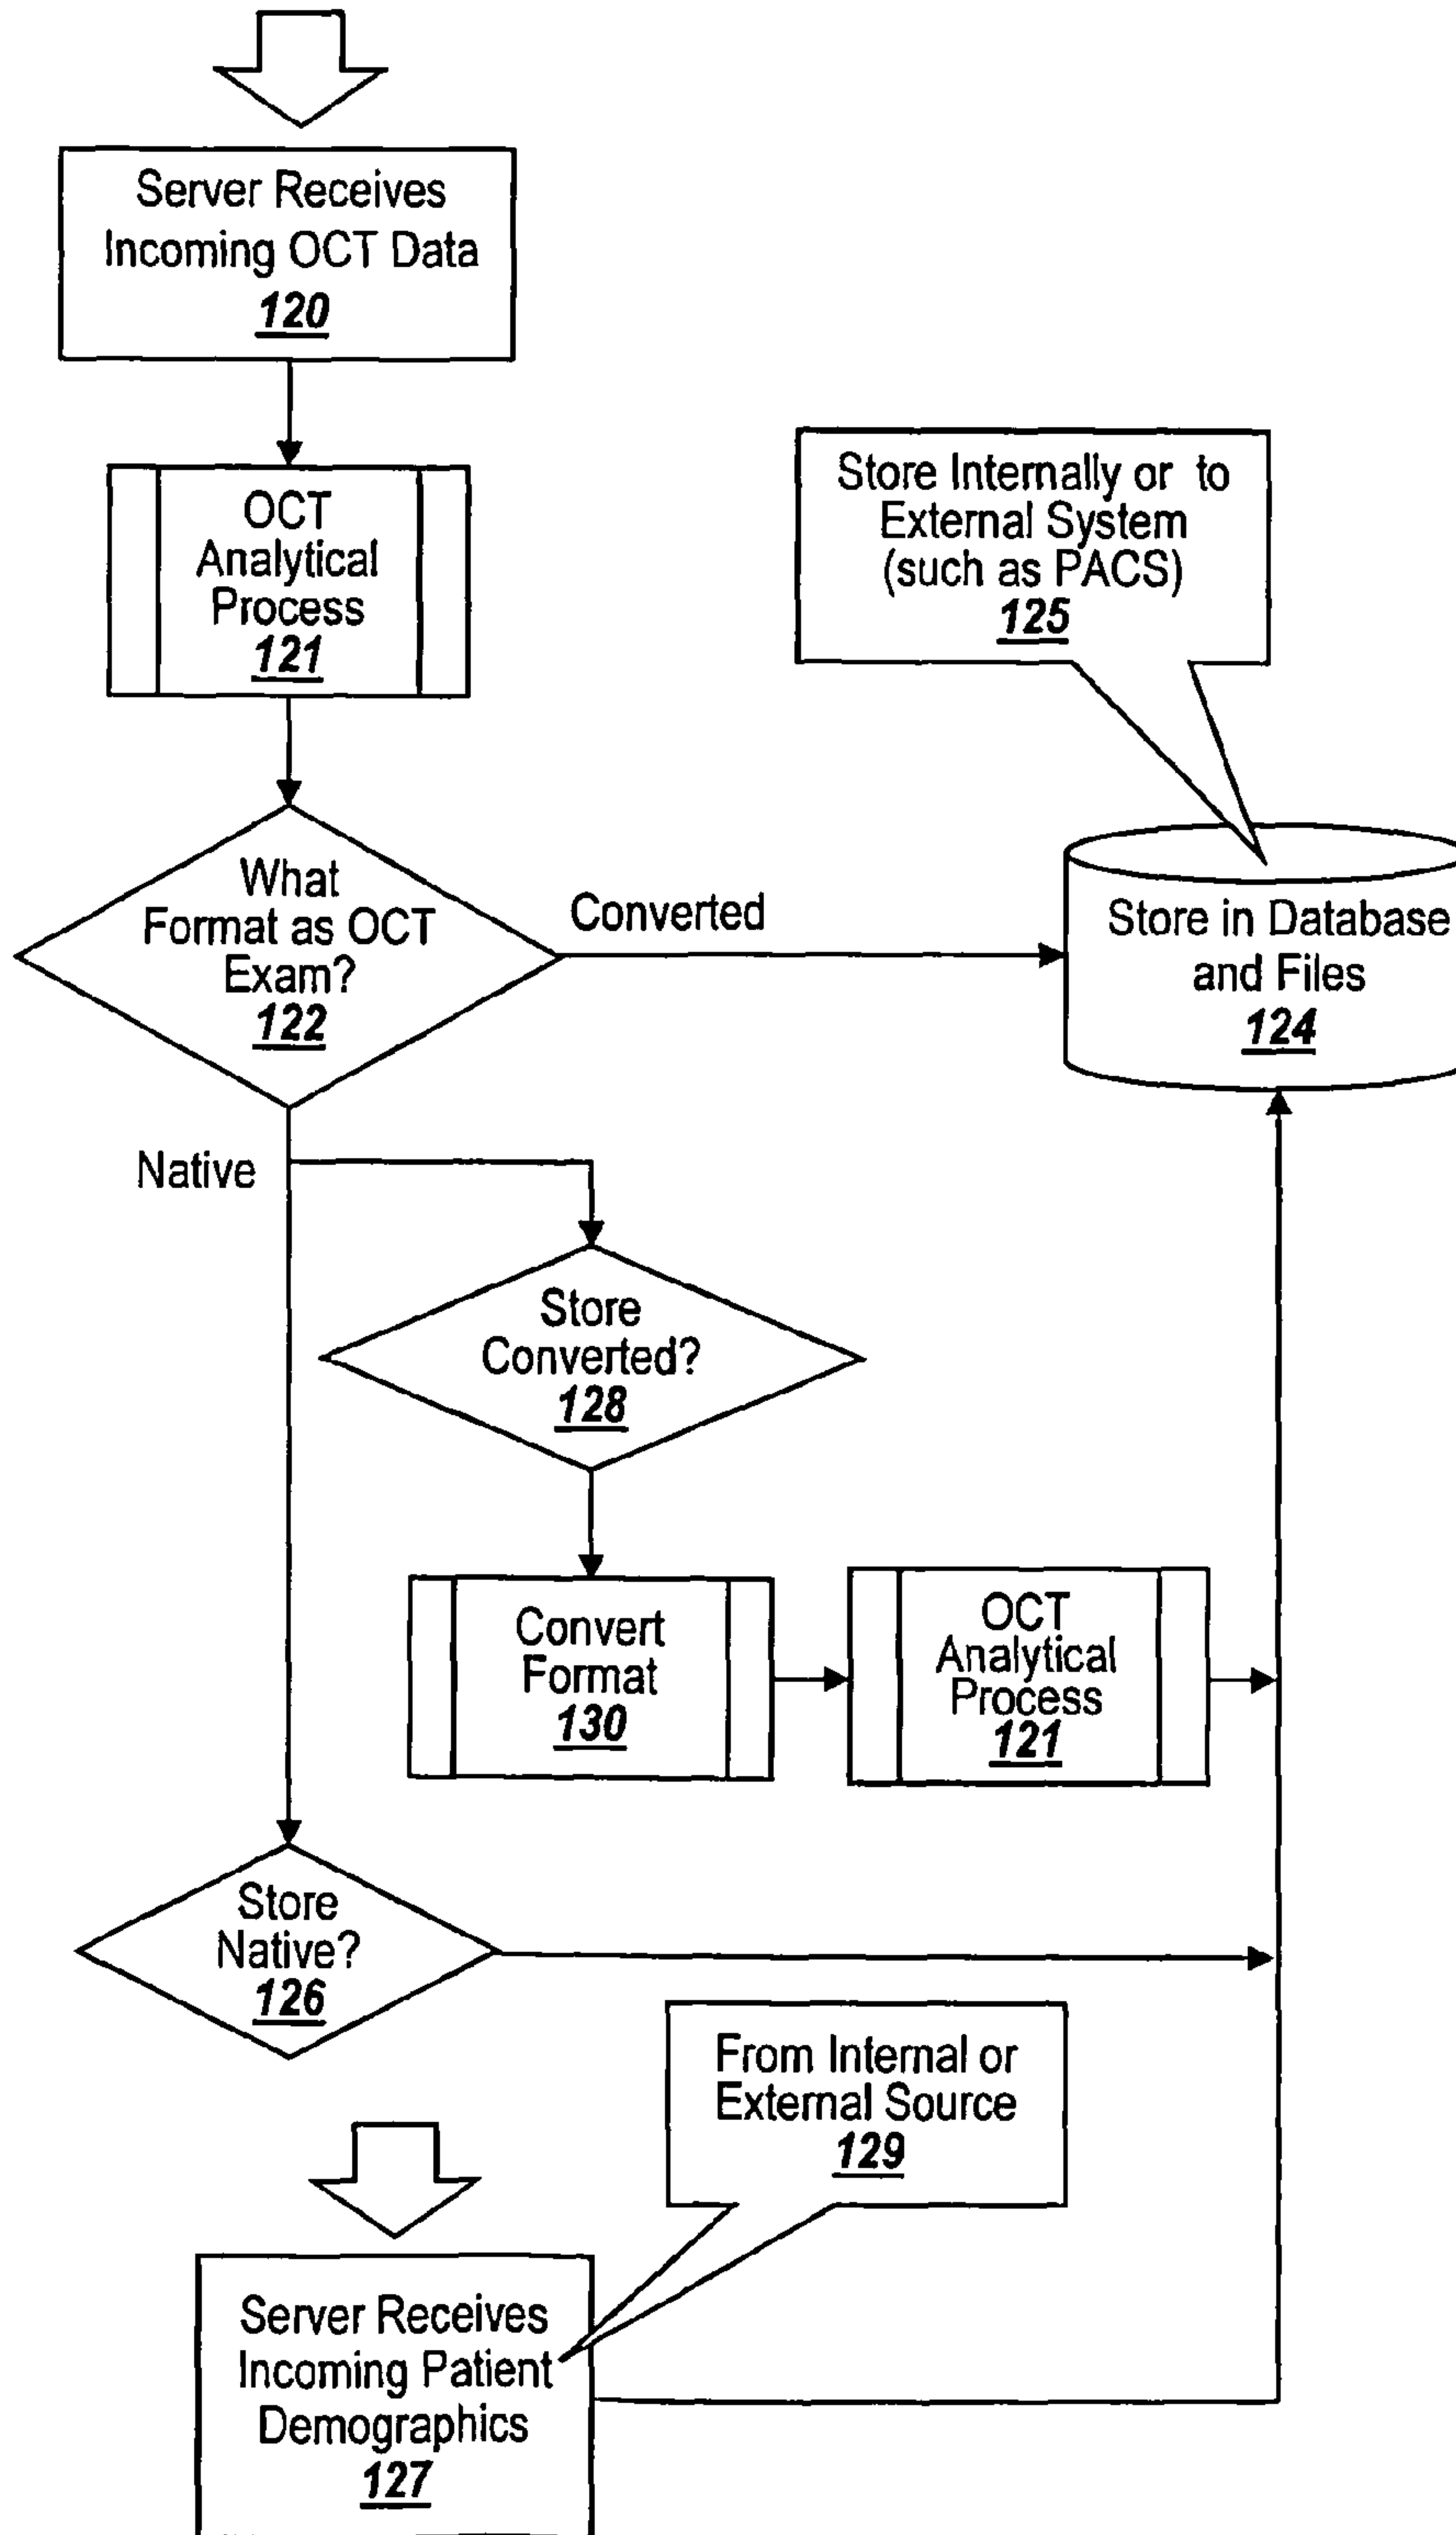 Server Receives
Incoming OCT Data
120
OCT
Analytical
Process
121
Store Internally or to
External System
(such as PACS)
125
What
Format as OCT
Exam?
122
Converted
Store in Database
and Files
124
Native
Store
Converted?
128
Convert
Format
130
OCT
Analytical
Process
121
Store
Native?
126
From Internal or
External Source
129
Server Receives
Incoming Patient
Demographics
127